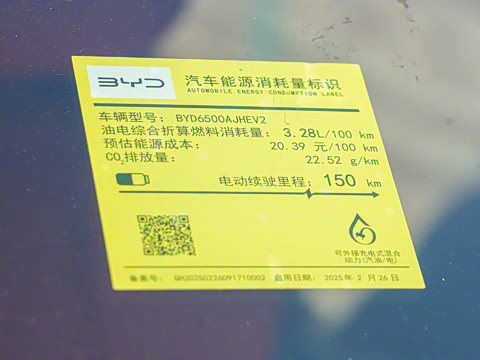 BYD
汽车能源消耗量标识
AUTOMOBILE ENERGY CONSUMPTION LABEL
车辆型号: BYD6500AJHEV2
油电综合折算燃料消耗量: 3.28L/100 km
预估能源成本: 20.39 元/100 km
CO₂排放量: 22.52 g/km
电动续驶里程: 150 km
可外接充电式混合
动力(汽油/电)
备案号: QH20250226091710002 启用日期: 2025年 2 月 26 日